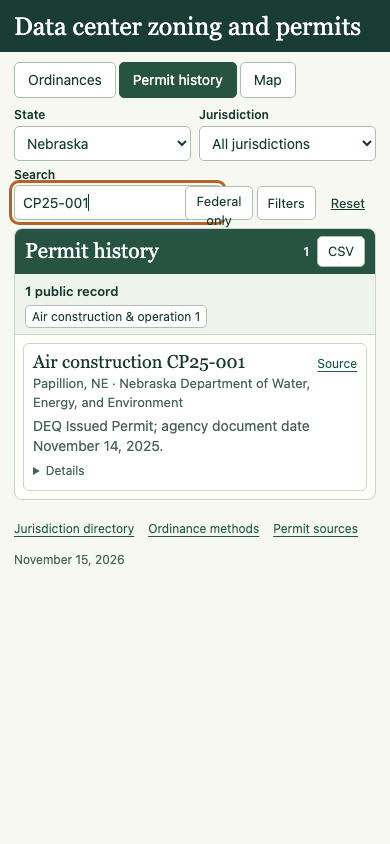 Data center zoning and permits
Ordinances
Permit history
Map
State
Jurisdiction
Nebraska
All jurisdictions
Search
CP25-001
Federal
only
Filters
Reset
Permit history
1
CSV
1 public record
Air construction & operation 1
Air construction CP25-001
Source
Papillion, NE · Nebraska Department of Water,
Energy, and Environment
DEQ Issued Permit; agency document date
November 14, 2025.
Details
Jurisdiction directory
Ordinance methods
Permit sources
November 15, 2026